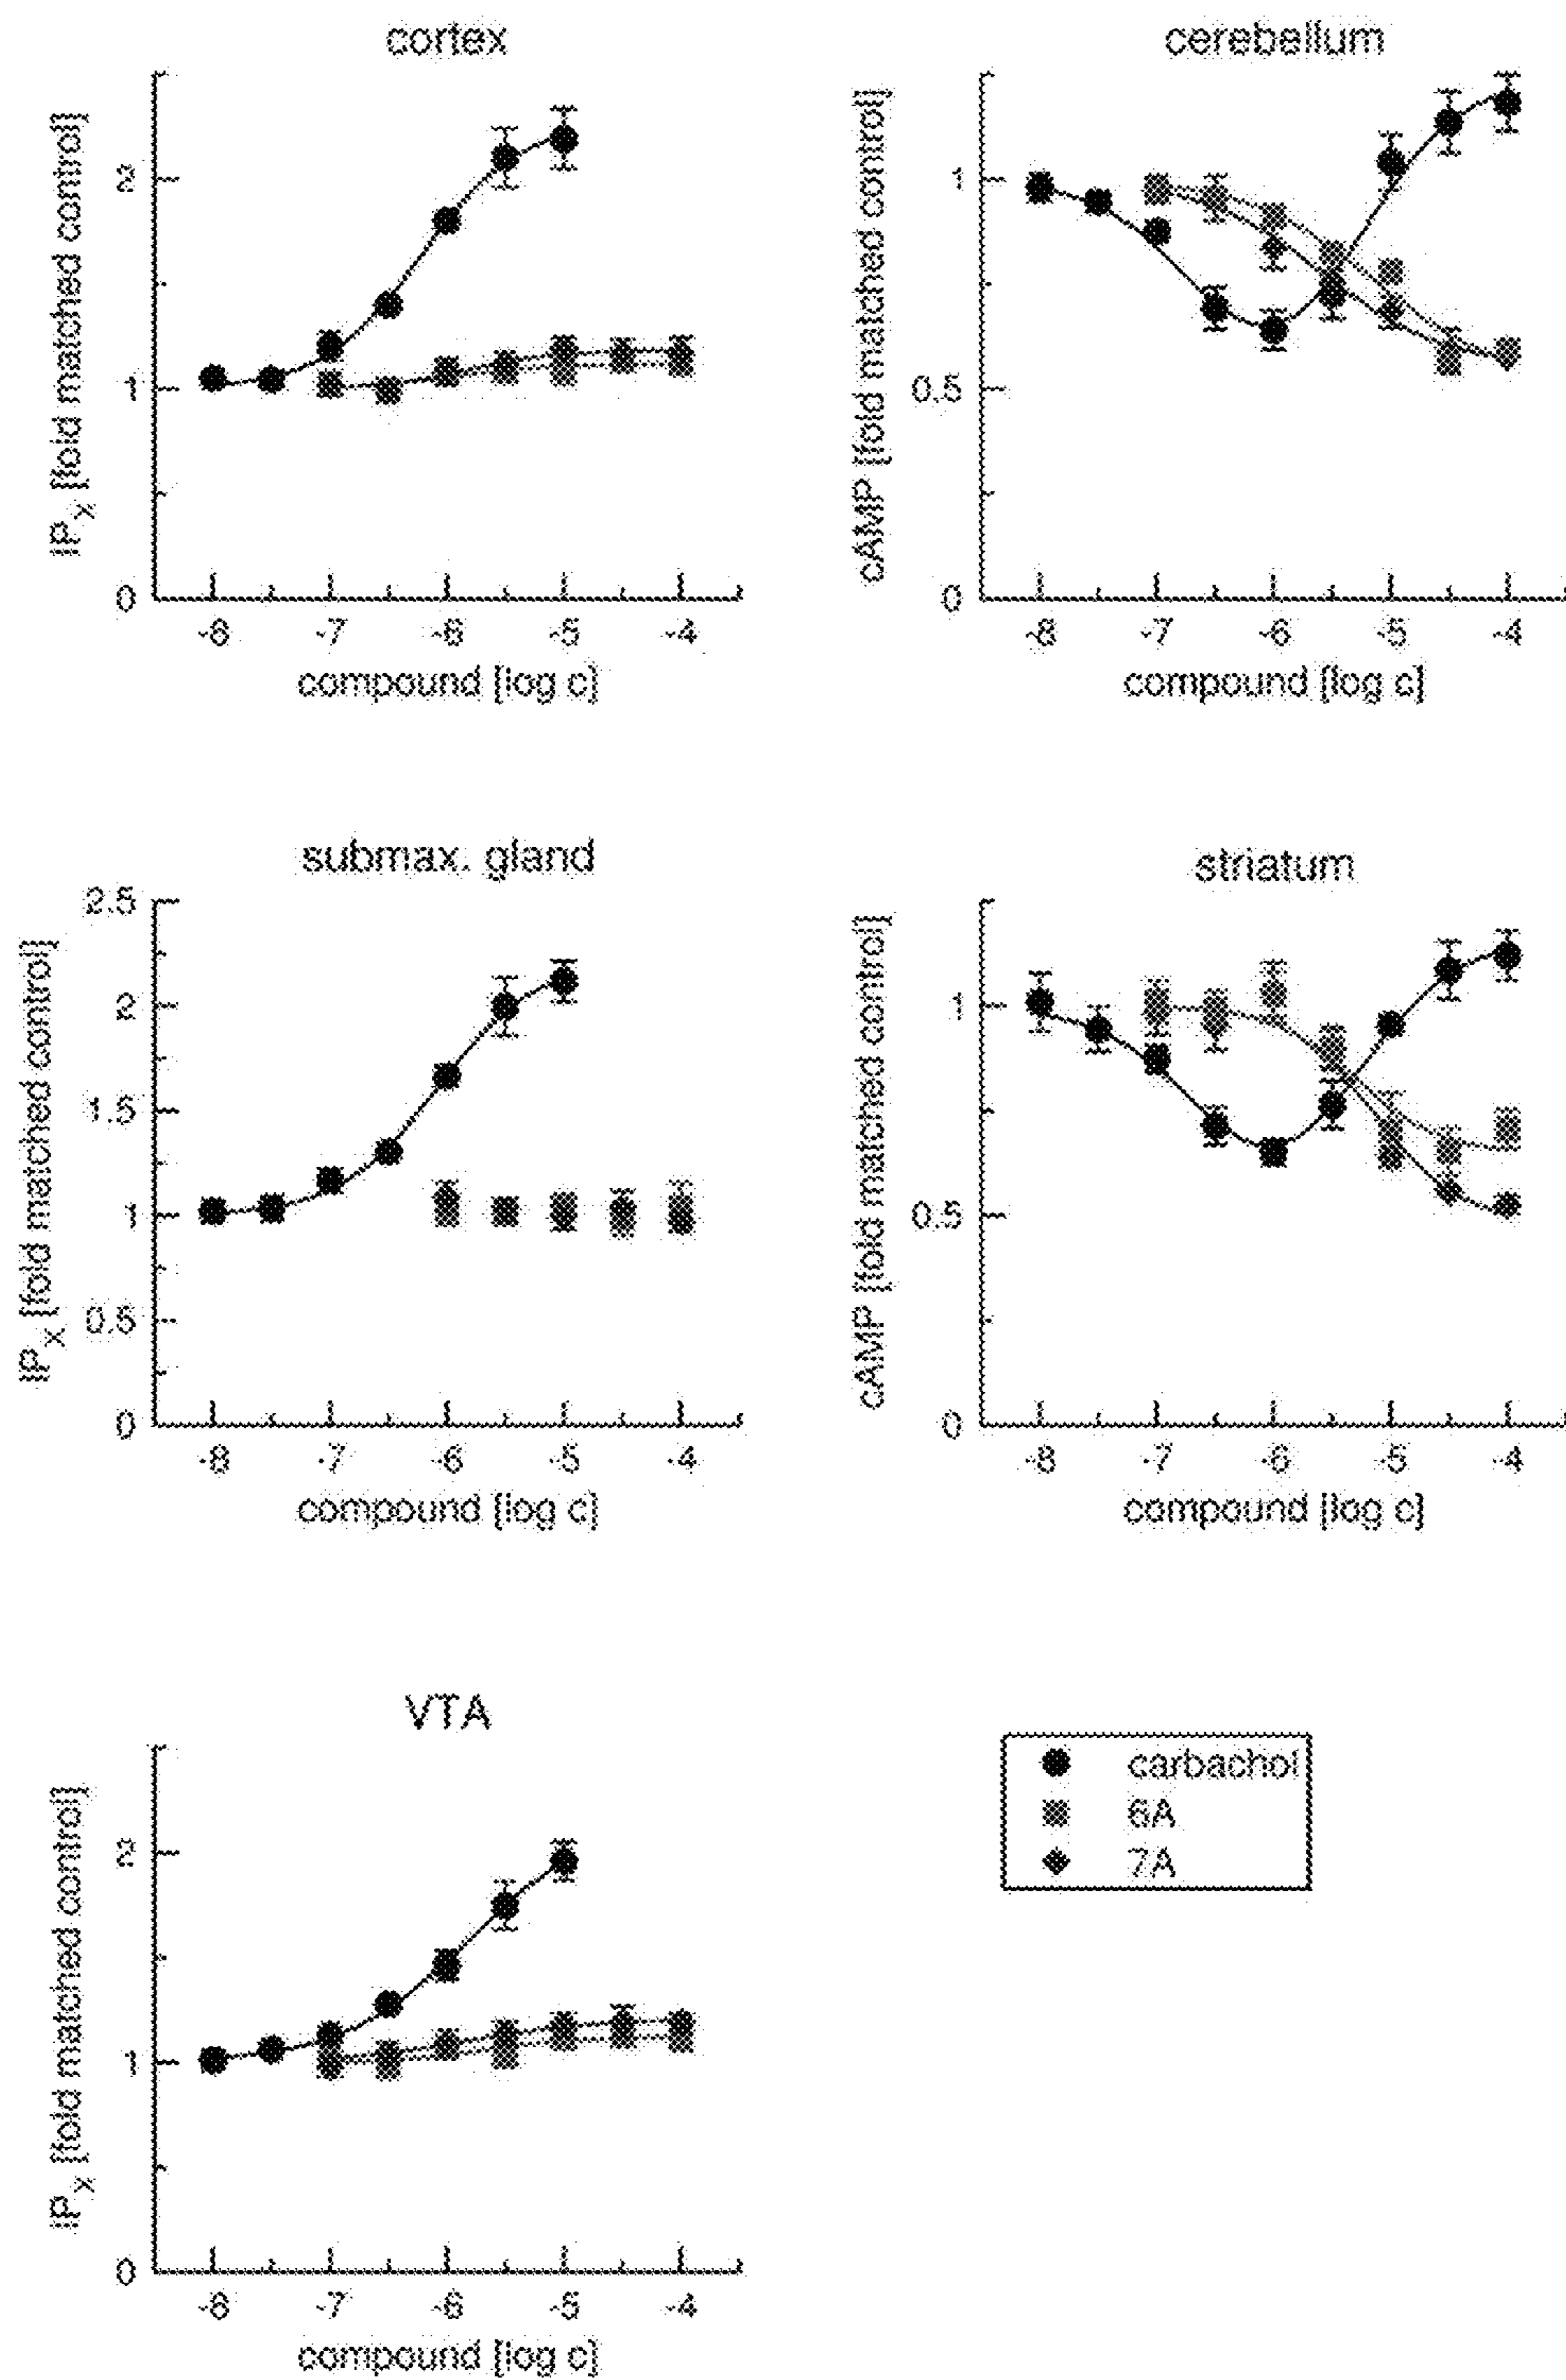 cortex
IPx [fold matched control]
2
1
0
-8 -7 -6 -5 -4
compound [log c]
cerebellum
cAMP [fold matched control]
1
0.5
0
-8 -7 -6 -5 -4
compound [log c]
submax. gland
IPx [fold matched control]
2.5
2
1.5
1
0.5
0
-8 -7 -6 -5 -4
compound [log c]
striatum
cAMP [fold matched control]
1
0.5
0
-8 -7 -6 -5 -4
compound [log c]
VTA
IPx [fold matched control]
2
1
0
-8 -7 -6 -5 -4
compound [log c]
carbachol
6A
7A